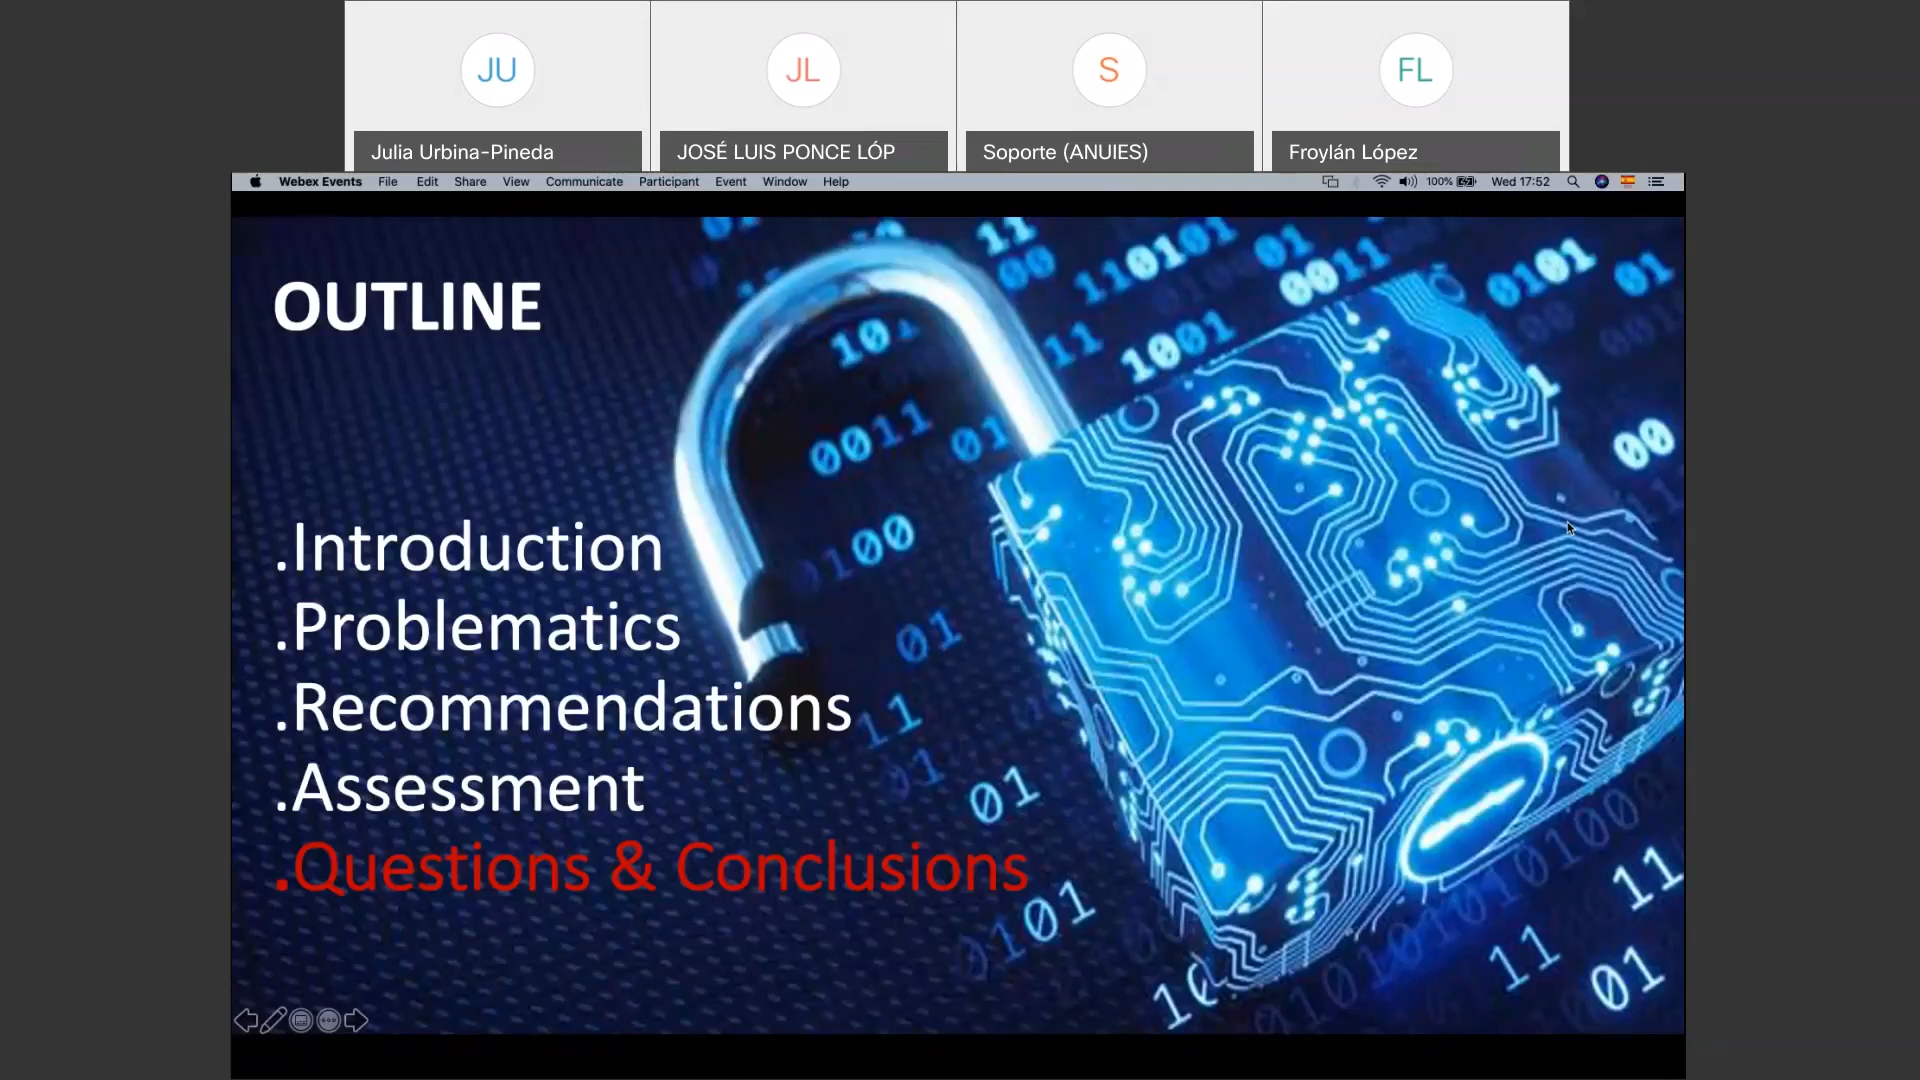 JU
JL
S
FL
Julia Urbina-Pineda
JOSÉ LUIS PONCE LÓP
Soporte (ANUIES)
Froylán López
Webex Events File Edit Share View Communicate Participant Event Window Help 100% Wed 17:52
OUTLINE
.Introduction
.Problematics
.Recommendations
.Assessment
.Questions & Conclusions